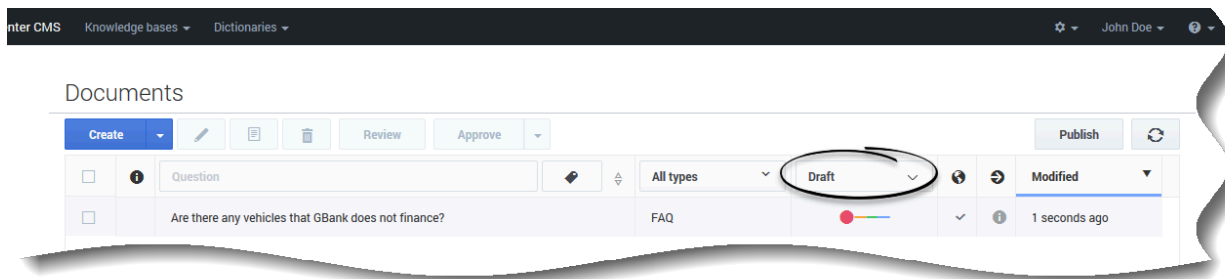 nter CMS Knowledge bases Dictionaries John Doe
Documents
Create Review Approve Publish
Question All types Draft Modified
Are there any vehicles that GBank does not finance? FAQ 1 seconds ago